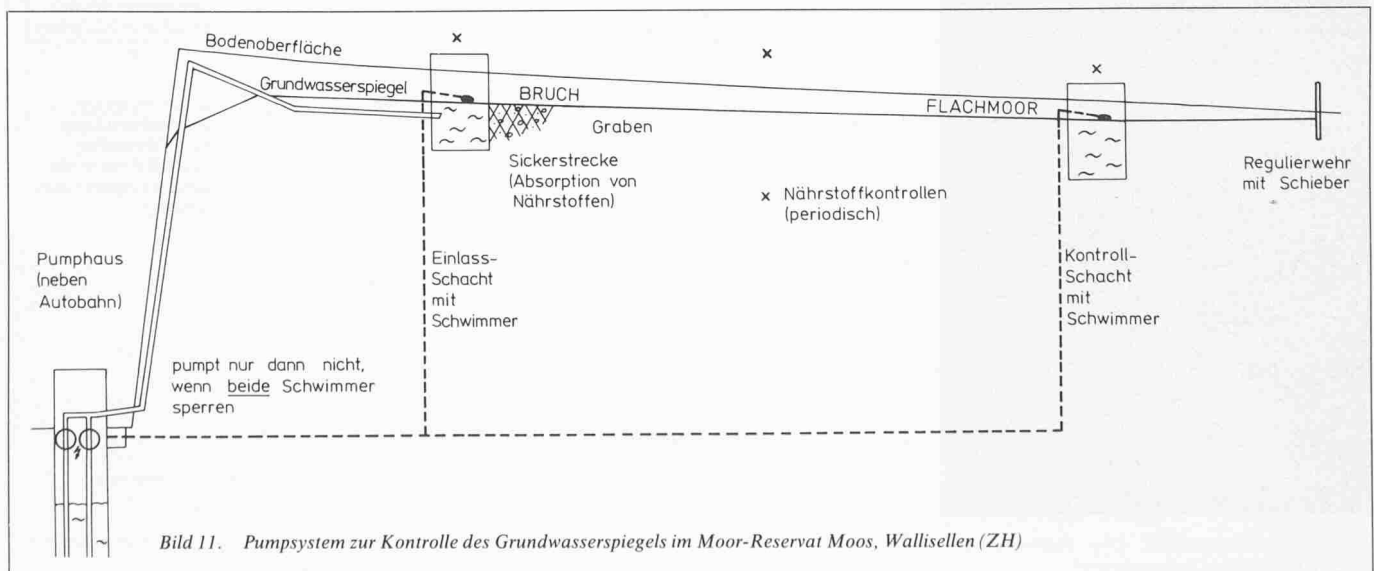 Bodenoberfläche
Grundwasserspiegel
BRUCH
FLACHMOOR
Graben
Sickerstrecke
(Absorption von
Nährstoffen)
x Nährstoffkontrollen
(periodisch)
Regulierwehr
mit Schieber
Pumphaus
(neben
Autobahn)
Einlass-
Schacht
mit
Schwimmer
Kontroll-
Schacht
mit
Schwimmer
pumpt nur dann nicht,
wenn beide Schwimmer
sperren
Bild 11. Pumpsystem zur Kontrolle des Grundwasserspiegels im Moor-Reservat Moos, Wallisellen (ZH)